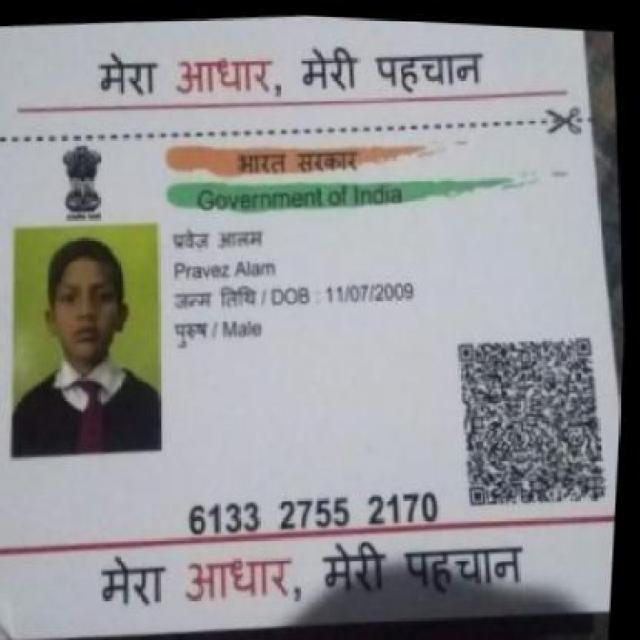 मेरा आधार, मेरी पहचान
भारत सरकार
Government of India
प्रवेज आलम
Pravez Alam
जन्म तिथि / DOB : 11/07/2009
पुरुष / Male
6133 2755 2170
मेरा आधार, मेरी पहचान